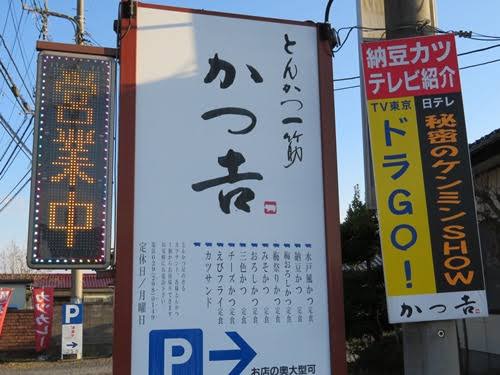 営業中
とんかつ一筋
かつ吉
水戸風かつ定食
納豆かつ 定食
梅おろしかつ定食
梅祭りかつ 定食
みそかつ 定食
おろしかつ 定食
三色かつ 定食
チーズかつ 定食
えびフライ 定食
カツサンド
定休日/月曜日
P
お店の奥大型可
納豆カツ
テレビ紹介
TV東京
ドラGO!
日テレ
秘密のケンミンSHOW
かつ吉
P